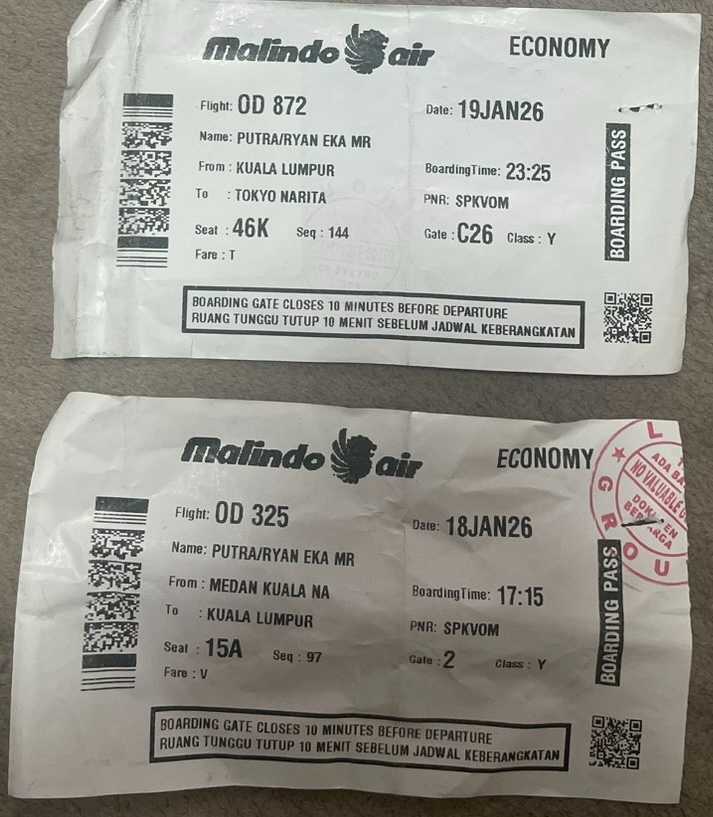 Malindo air ECONOMY
Flight: OD 872 Date: 19JAN26
Name: PUTRA/RYAN EKA MR
From : KUALA LUMPUR BoardingTime: 23:25
To : TOKYO NARITA PNR: SPKVOM
Seat : 46K Seq : 144 Gate : C26 Class : Y
Fare : T
BOARDING PASS
BOARDING GATE CLOSES 10 MINUTES BEFORE DEPARTURE
RUANG TUNGGU TUTUP 10 MENIT SEBELUM JADWAL KEBERANGKATAN
Malindo air ECONOMY
Flight: OD 325 Date: 18JAN26
Name: PUTRA/RYAN EKA MR
From : MEDAN KUALA NA BoardingTime: 17:15
To : KUALA LUMPUR PNR: SPKVOM
Seat : 15A Seq : 97 Gate : 2 Class : Y
Fare : V
BOARDING PASS
BOARDING GATE CLOSES 10 MINUTES BEFORE DEPARTURE
RUANG TUNGGU TUTUP 10 MENIT SEBELUM JADWAL KEBERANGKATAN
L
GROU
ADA
NO VALUABLE